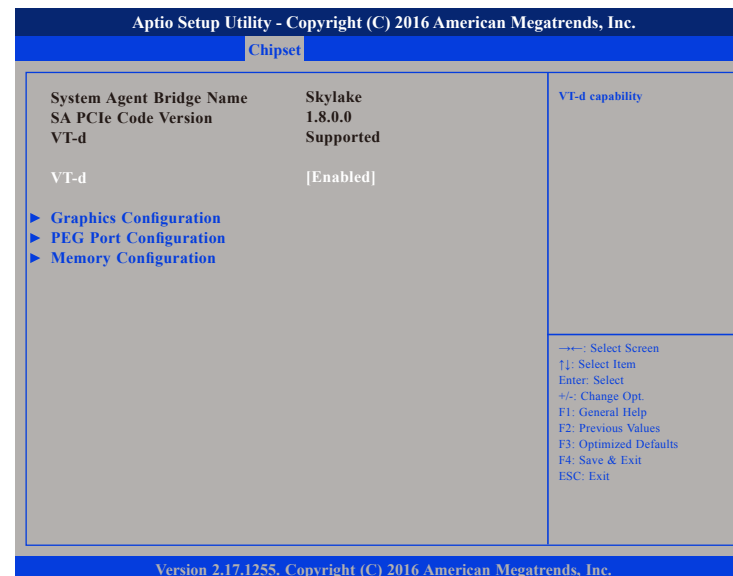 Aptio Setup Utility - Copyright (C) 2016 American Megatrends, Inc.
Chipset
System Agent Bridge Name Skylake
SA PCIe Code Version 1.8.0.0
VT-d Supported
VT-d [Enabled]
► Graphics Configuration
► PEG Port Configuration
► Memory Configuration
VT-d capability
→←: Select Screen
↑↓: Select Item
Enter: Select
+/-: Change Opt.
F1: General Help
F2: Previous Values
F3: Optimized Defaults
F4: Save & Exit
ESC: Exit
Version 2.17.1255. Copyright (C) 2016 American Megatrends, Inc.